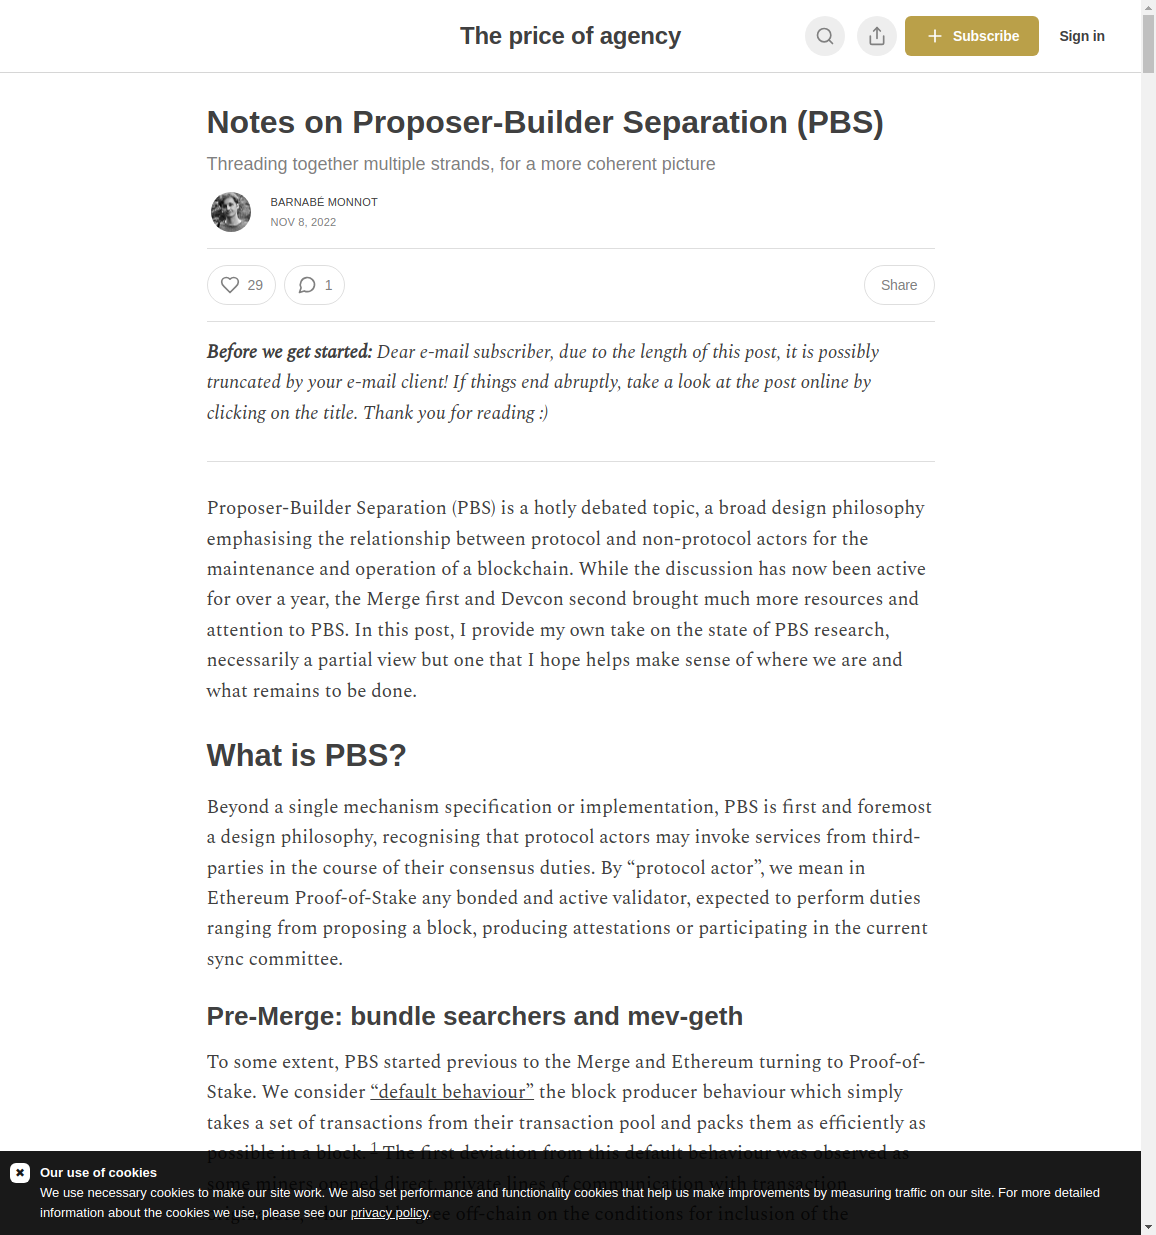 The price of agency
Subscribe
Sign in
Notes on Proposer-Builder Separation (PBS)
Threading together multiple strands, for a more coherent picture
BARNABÉ MONNOT
NOV 8, 2022
29
1
Share
Before we get started: Dear e-mail subscriber, due to the length of this post, it is possibly
truncated by your e-mail client! If things end abruptly, take a look at the post online by
clicking on the title. Thank you for reading :)
Proposer-Builder Separation (PBS) is a hotly debated topic, a broad design philosophy
emphasising the relationship between protocol and non-protocol actors for the
maintenance and operation of a blockchain. While the discussion has now been active
for over a year, the Merge first and Devcon second brought much more resources and
attention to PBS. In this post, I provide my own take on the state of PBS research,
necessarily a partial view but one that I hope helps make sense of where we are and
what remains to be done.
What is PBS?
Beyond a single mechanism specification or implementation, PBS is first and foremost
a design philosophy, recognising that protocol actors may invoke services from third-
parties in the course of their consensus duties. By “protocol actor”, we mean in
Ethereum Proof-of-Stake any bonded and active validator, expected to perform duties
ranging from proposing a block, producing attestations or participating in the current
sync committee.
Pre-Merge: bundle searchers and mev-geth
To some extent, PBS started previous to the Merge and Ethereum turning to Proof-of-
Stake. We consider “default behaviour” the block producer behaviour which simply
takes a set of transactions from their transaction pool and packs them as efficiently as
possible in a block. 1 The first deviation from this default behaviour was observed as
some miners opened direct, private lines of communication with transaction
off-chain on the conditions for inclusion of the
Our use of cookies
We use necessary cookies to make our site work. We also set performance and functionality cookies that help us make improvements by measuring traffic on our site. For more detailed
information about the cookies we use, please see our privacy policy.